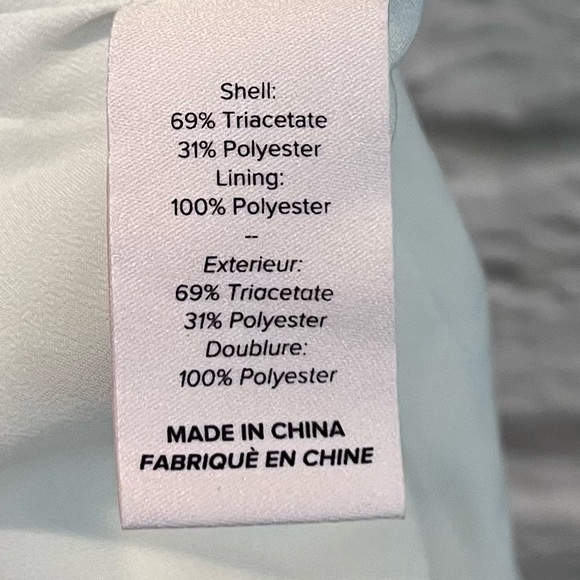 Shell:
69% Triacetate
31% Polyester
Lining:
100% Polyester
--
Exterieur:
69% Triacetate
31% Polyester
Doublure:
100% Polyester
MADE IN CHINA
FABRIQUÈ EN CHINE